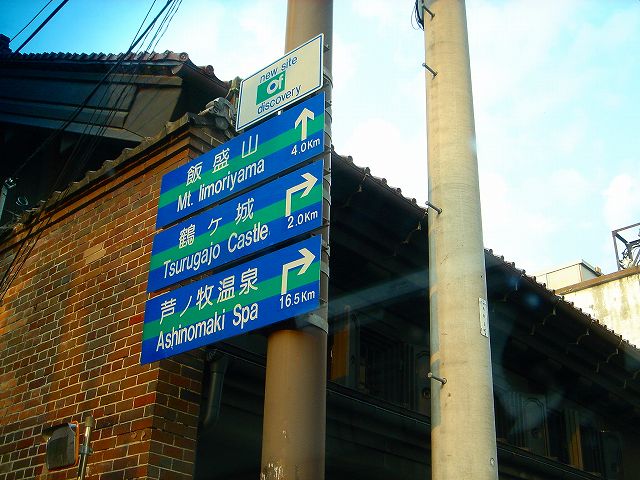 new site
discovery
飯盛山
Mt. Iimoriyama 4.0Km
鶴ヶ城
Tsurugajo Castle 2.0Km
芦ノ牧温泉
Ashinomaki Spa 16.5Km